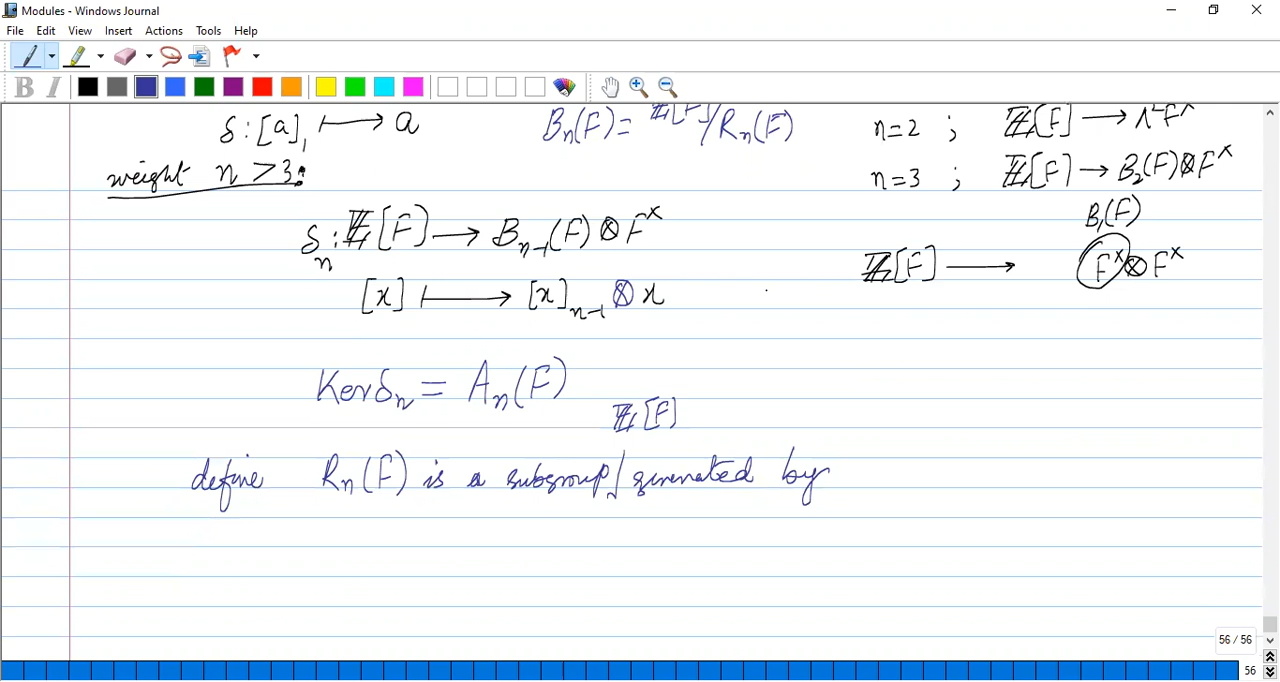 Modules - Windows Journal
File Edit View Insert Actions Tools Help
B I
δ : [a]₁ ⟼ a
Bₙ(F) = ℤ[F]/Rₙ(F)
n=2 ; ℤ[F] ⟶ Λ²F^×
weight n > 3:
n=3 ; ℤ[F] → B₂(F)⊗F^×
δₙ : ℤ[F] ⟶ Bₙ₋₁(F) ⊗ F^×
B₁(F)
ℤ[F] ⟶ F^× ⊗ F^×
[x] ⟼ [x]ₙ₋₁ ⊗ x
Ker δₙ = Aₙ(F)
ℤ[F]
define Rₙ(F) is a subgroup/generated by
56 / 56
56